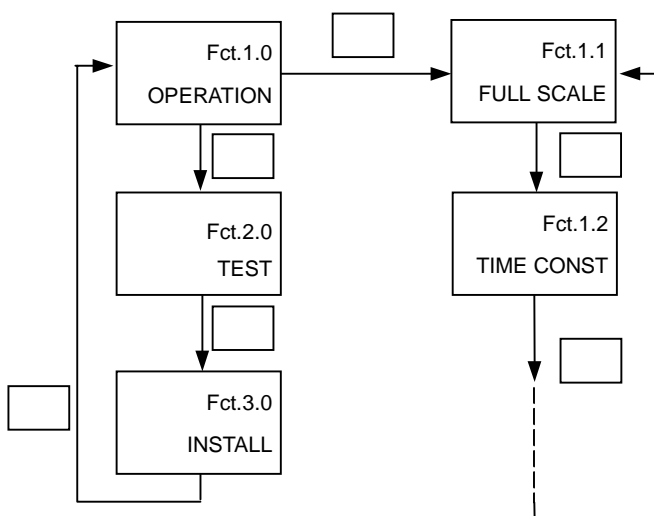 Fct.1.0
OPERATION
Fct.1.1
FULL SCALE
Fct.2.0
TEST
Fct.1.2
TIME CONST
Fct.3.0
INSTALL